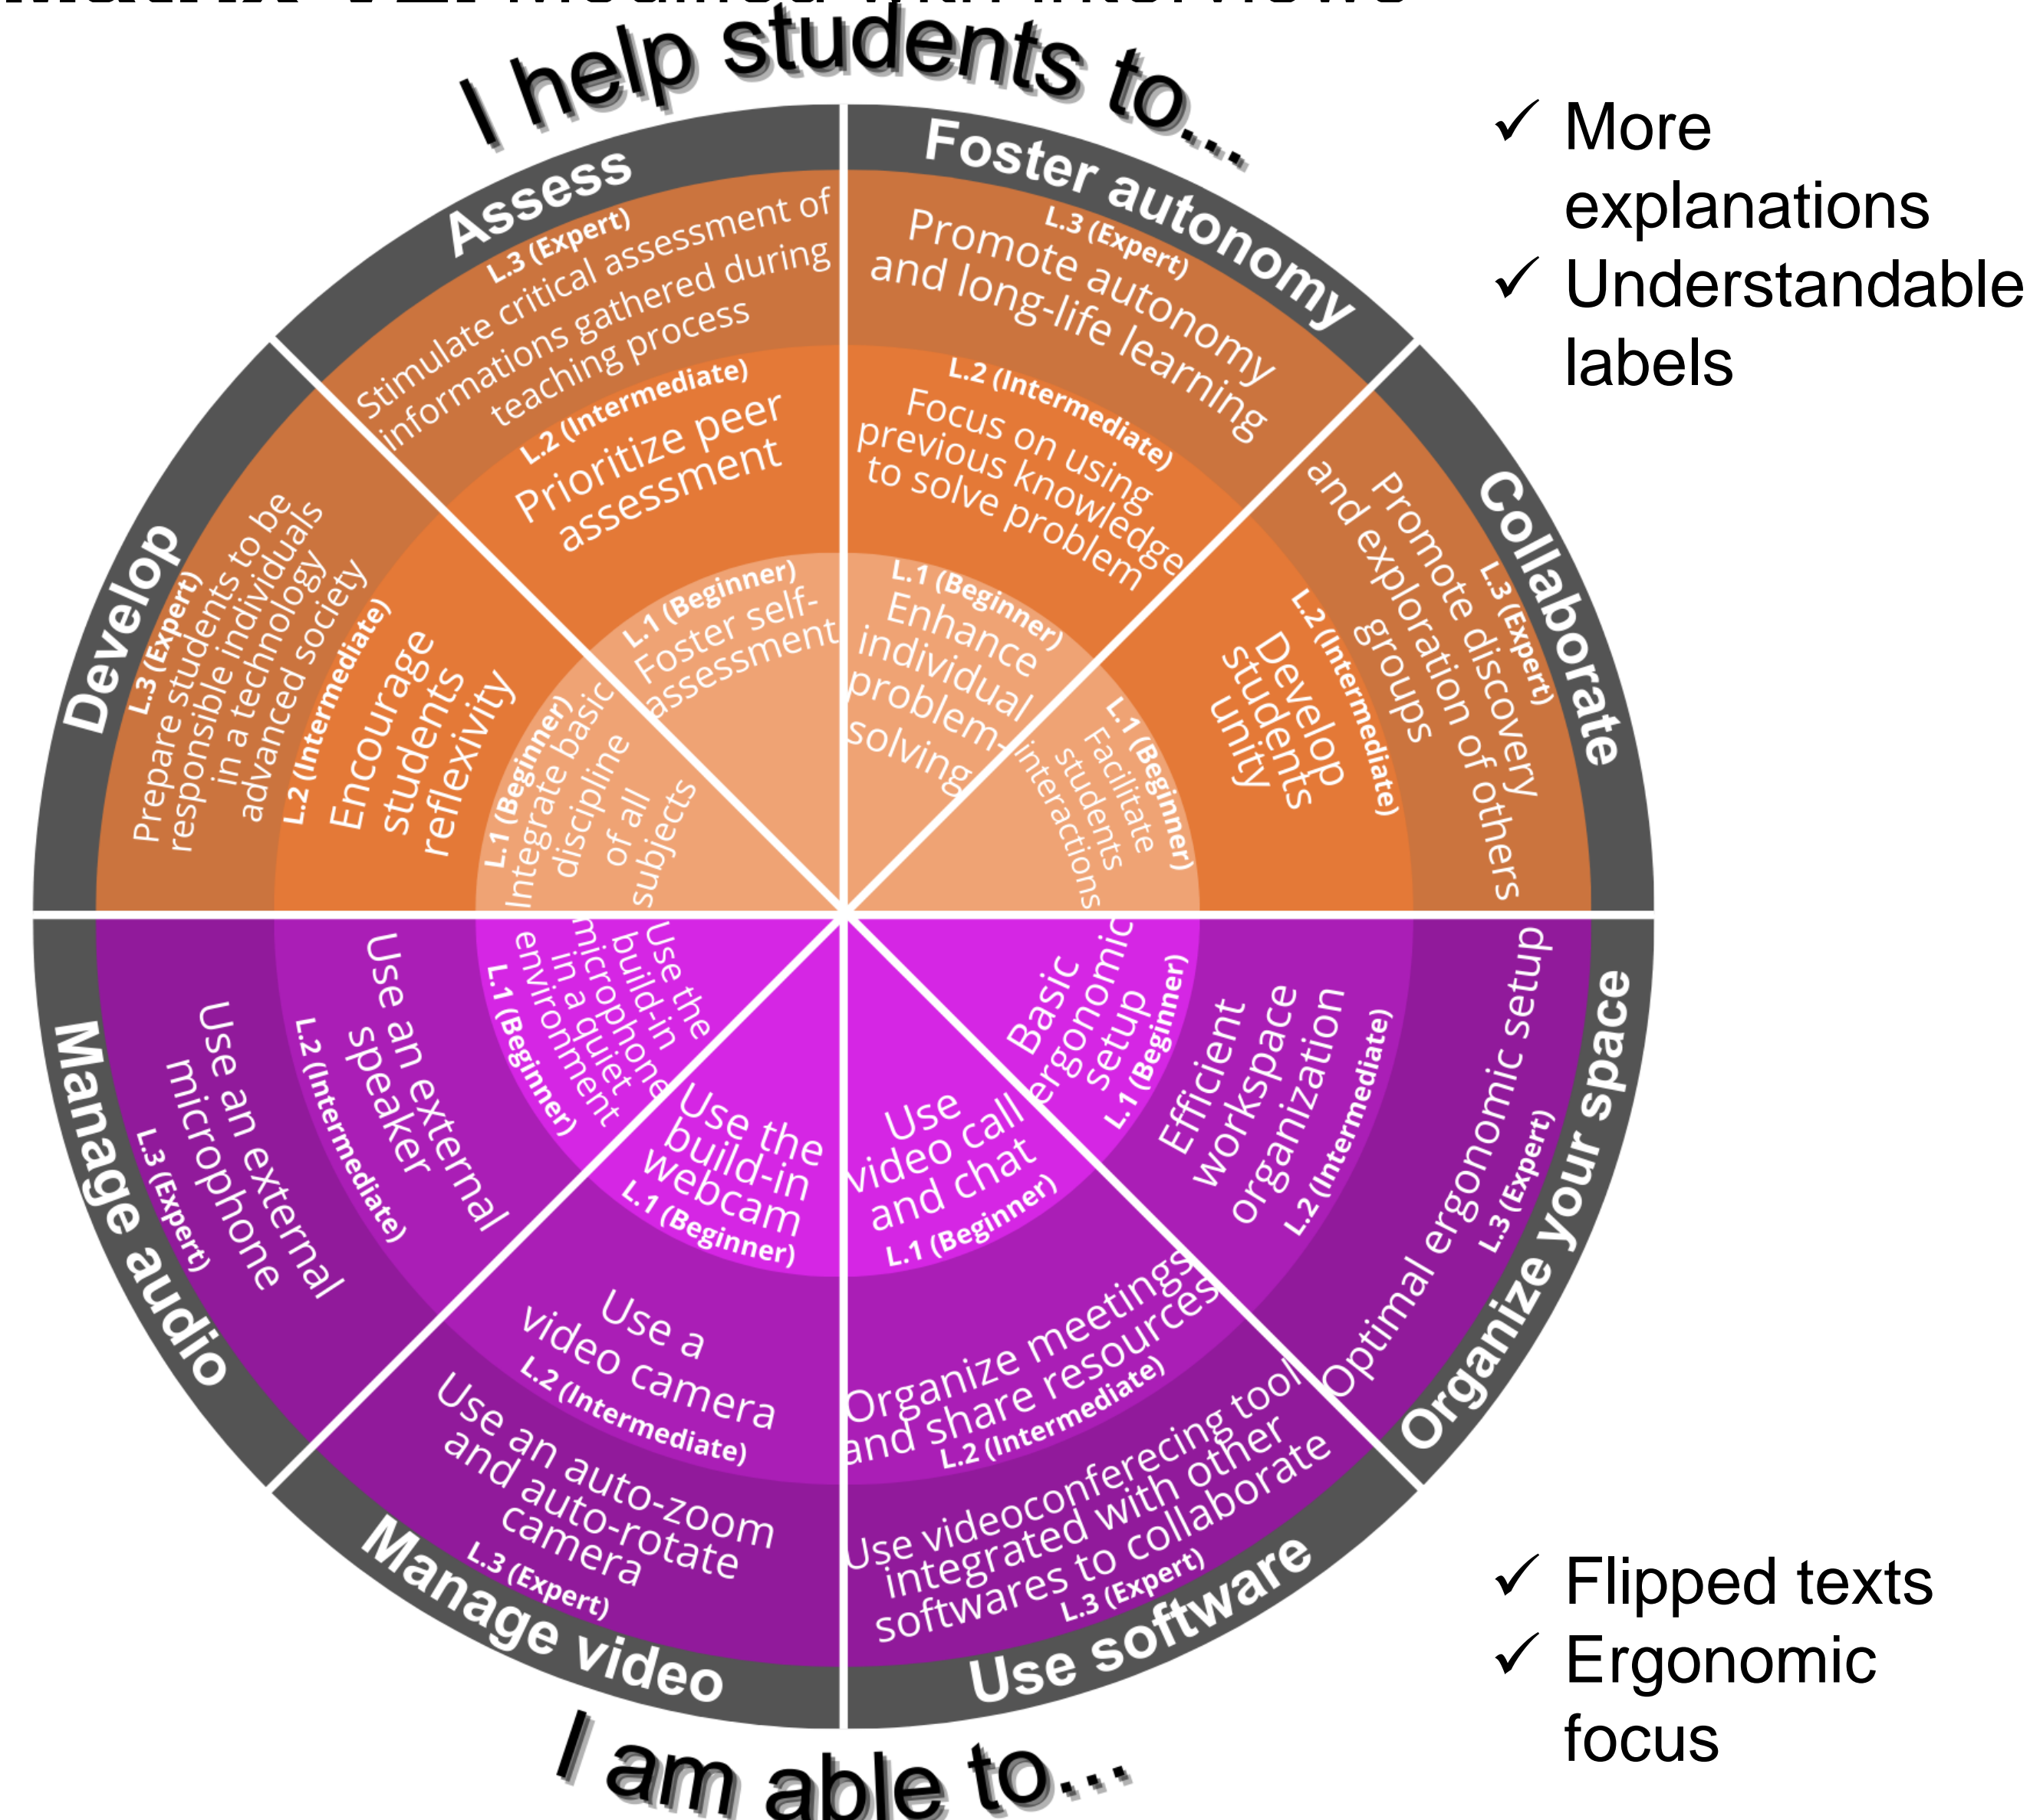 Matrix V2: Modified with interviews
I help students to...
Assess
L.3 (Expert)
Stimulate critical assessment of
informations gathered during
teaching process
L.2 (Intermediate)
Prioritize peer
assessment
L.1 (Beginner)
Foster self-
assessment
Foster autonomy
L.3 (Expert)
Promote autonomy
and long-life learning
L.2 (Intermediate)
Focus on using
previous knowledge
to solve problem
L.1 (Beginner)
Enhance
individual
problem-
solving
Collaborate
L.3 (Expert)
Promote discovery
and exploration of others
groups
L.2 (Intermediate)
Develop
students
unity
L.1 (Beginner)
Facilitate
students
interactions
Develop
L.3 (Expert)
Prepare students to be
responsible individuals
in a technology
advanced society
L.2 (Intermediate)
Encourage
students
reflexivity
L.1 (Beginner)
Integrate basic
discipline
of all
subjects
Manage audio
Use the
build-in
microphone
in a quiet
environment
L.1 (Beginner)
Use an external
speaker
L.2 (Intermediate)
Use an external
microphone
L.3 (Expert)
Manage video
Use the
build-in
webcam
L.1 (Beginner)
Use a
video camera
L.2 (Intermediate)
Use an auto-zoom
and auto-rotate
camera
L.3 (Expert)
Use software
Use
video call
and chat
L.1 (Beginner)
Organize meetings
and share resources
L.2 (Intermediate)
Use videoconferecing tool
integrated with other
softwares to collaborate
L.3 (Expert)
Organize your space
Basic
ergonomic
setup
L.1 (Beginner)
Efficient
workspace
organization
L.2 (Intermediate)
Optimal ergonomic setup
L.3 (Expert)
I am able to...
✓ More
explanations
✓ Understandable
labels
✓ Flipped texts
✓ Ergonomic
focus